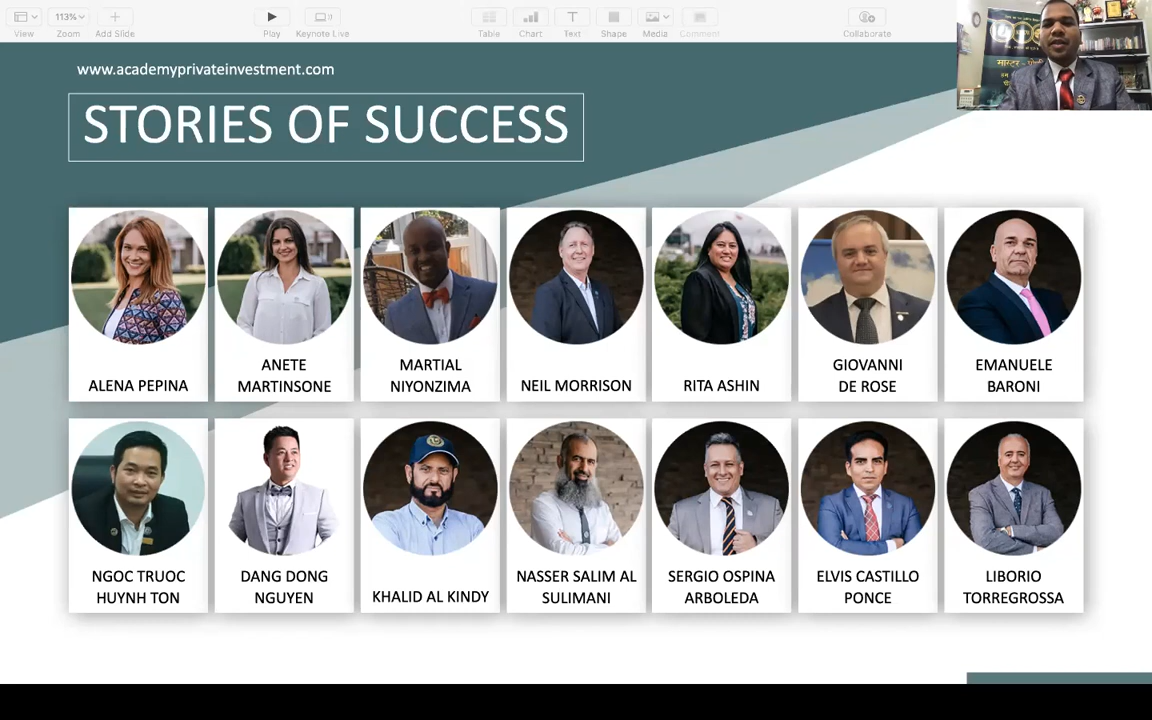 113%
View
Zoom
Add Slide
Play
Keynote Live
Table
Chart
Text
Shape
Media
Comment
Collaborate
www.academyprivateinvestment.com
STORIES OF SUCCESS
ALENA PEPINA
ANETE
MARTINSONE
MARTIAL
NIYONZIMA
NEIL MORRISON
RITA ASHIN
GIOVANNI
DE ROSE
EMANUELE
BARONI
NGOC TRUOC
HUYNH TON
DANG DONG
NGUYEN
KHALID AL KINDY
NASSER SALIM AL
SULIMANI
SERGIO OSPINA
ARBOLEDA
ELVIS CASTILLO
PONCE
LIBORIO
TORREGROSSA